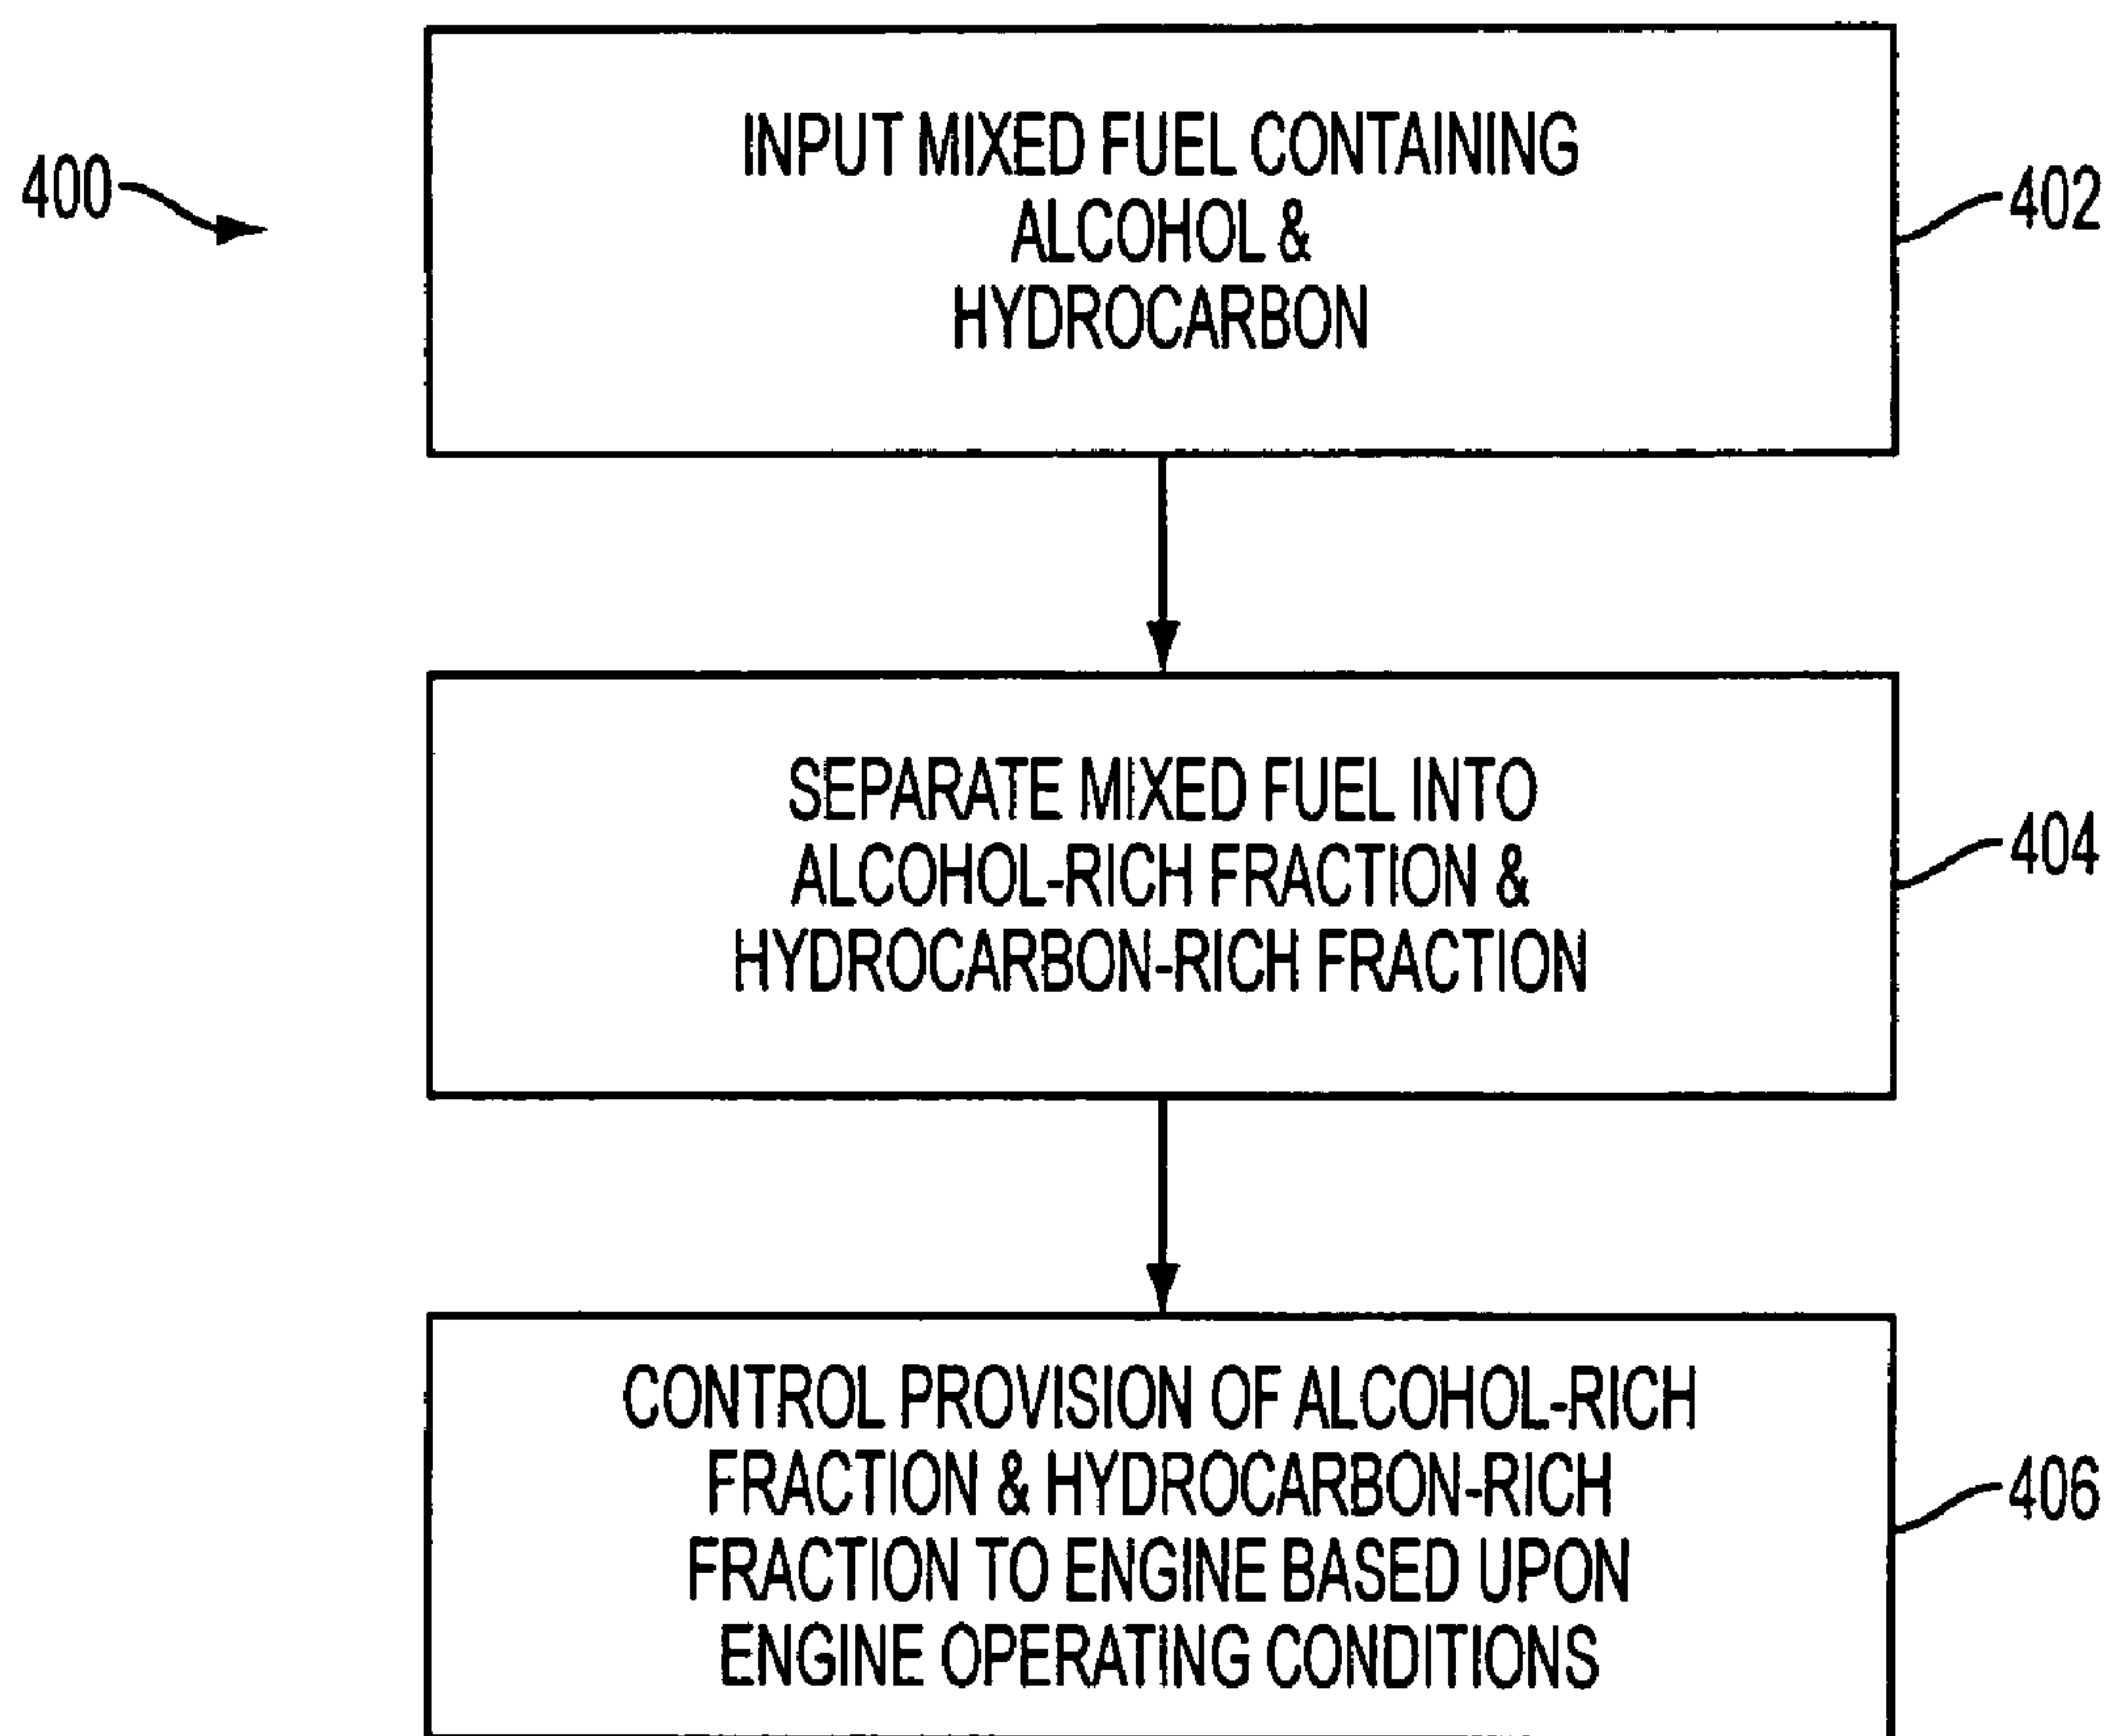 INPUT MIXED FUEL CONTAINING
ALCOHOL &
HYDROCARBON
400
402
SEPARATE MIXED FUEL INTO
ALCOHOL-RICH FRACTION &
HYDROCARBON-RICH FRACTION
404
CONTROL PROVISION OF ALCOHOL-RICH
FRACTION & HYDROCARBON-RICH
FRACTION TO ENGINE BASED UPON
ENGINE OPERATING CONDITIONS
406